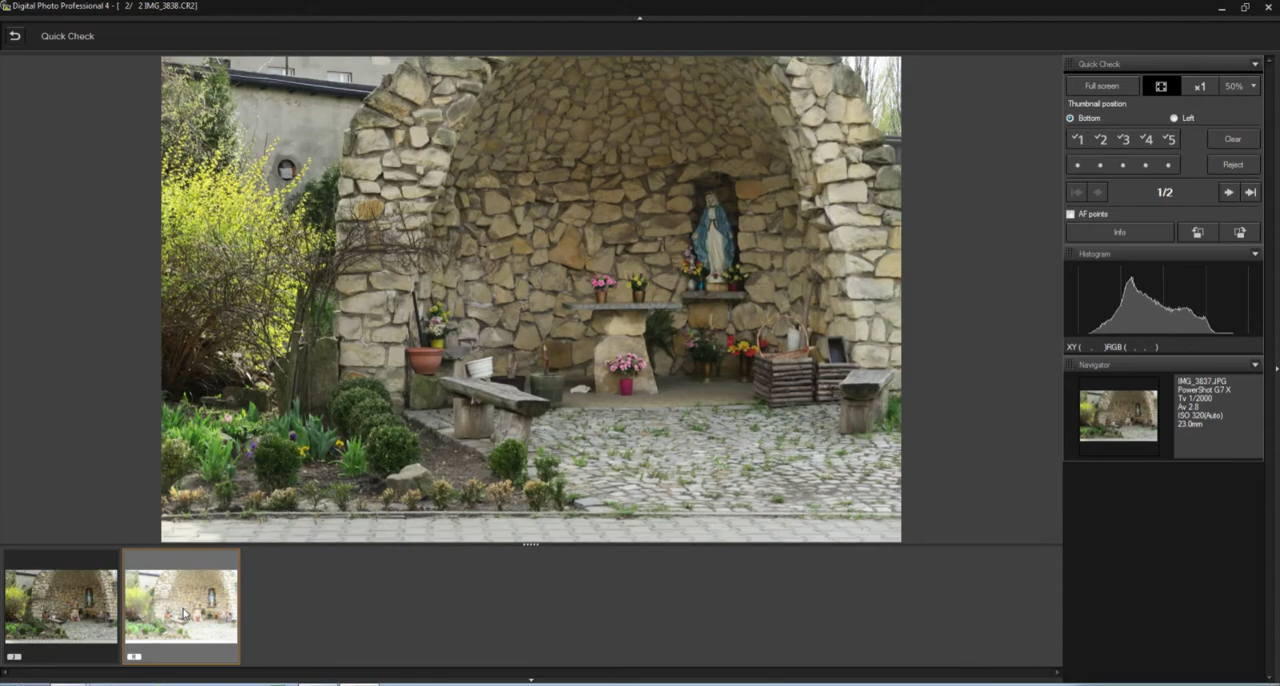 Digital Photo Professional 4 - [ 2/ 2 IMG_3838.CR2]
Quick Check
Quick Check
Full screen
x1
50%
Thumbnail position
Bottom
Left
1 2 3 4 5
Clear
Reject
1/2
AF points
Info
Histogram
XY( , )RGB( , , )
Navigator
IMG_3837.JPG
PowerShot G7 X
Tv 1/2000
Av 2.8
ISO 320(Auto)
23.0mm
J
R